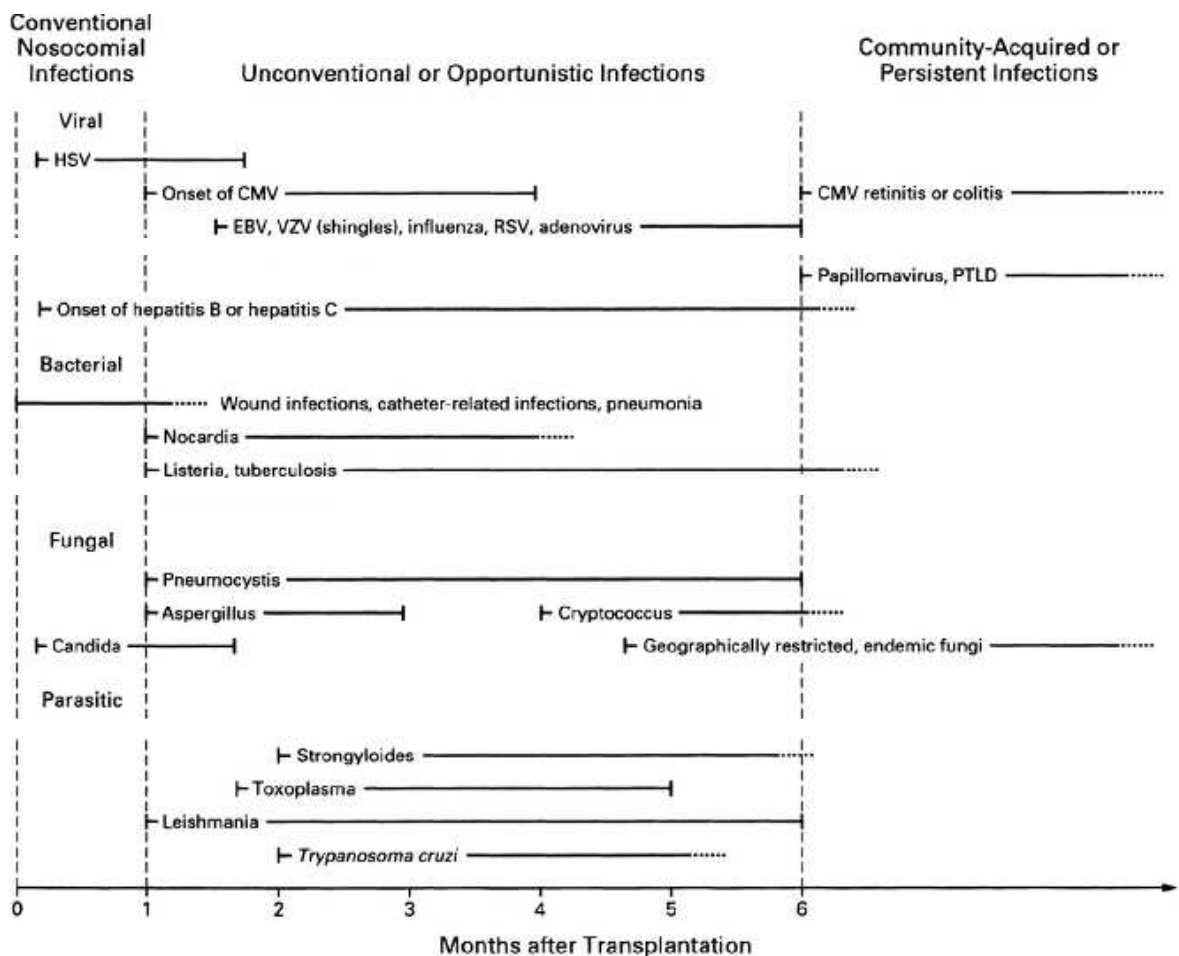 Conventional
Nosocomial
Infections
Unconventional or Opportunistic Infections
Community-Acquired or
Persistent Infections
Viral
HSV
Onset of CMV
CMV retinitis or colitis
EBV, VZV (shingles), influenza, RSV, adenovirus
Papillomavirus, PTLD
Onset of hepatitis B or hepatitis C
Bacterial
Wound infections, catheter-related infections, pneumonia
Nocardia
Listeria, tuberculosis
Fungal
Pneumocystis
Aspergillus
Cryptococcus
Candida
Geographically restricted, endemic fungi
Parasitic
Strongyloides
Toxoplasma
Leishmania
Trypanosoma cruzi
0 1 2 3 4 5 6
Months after Transplantation